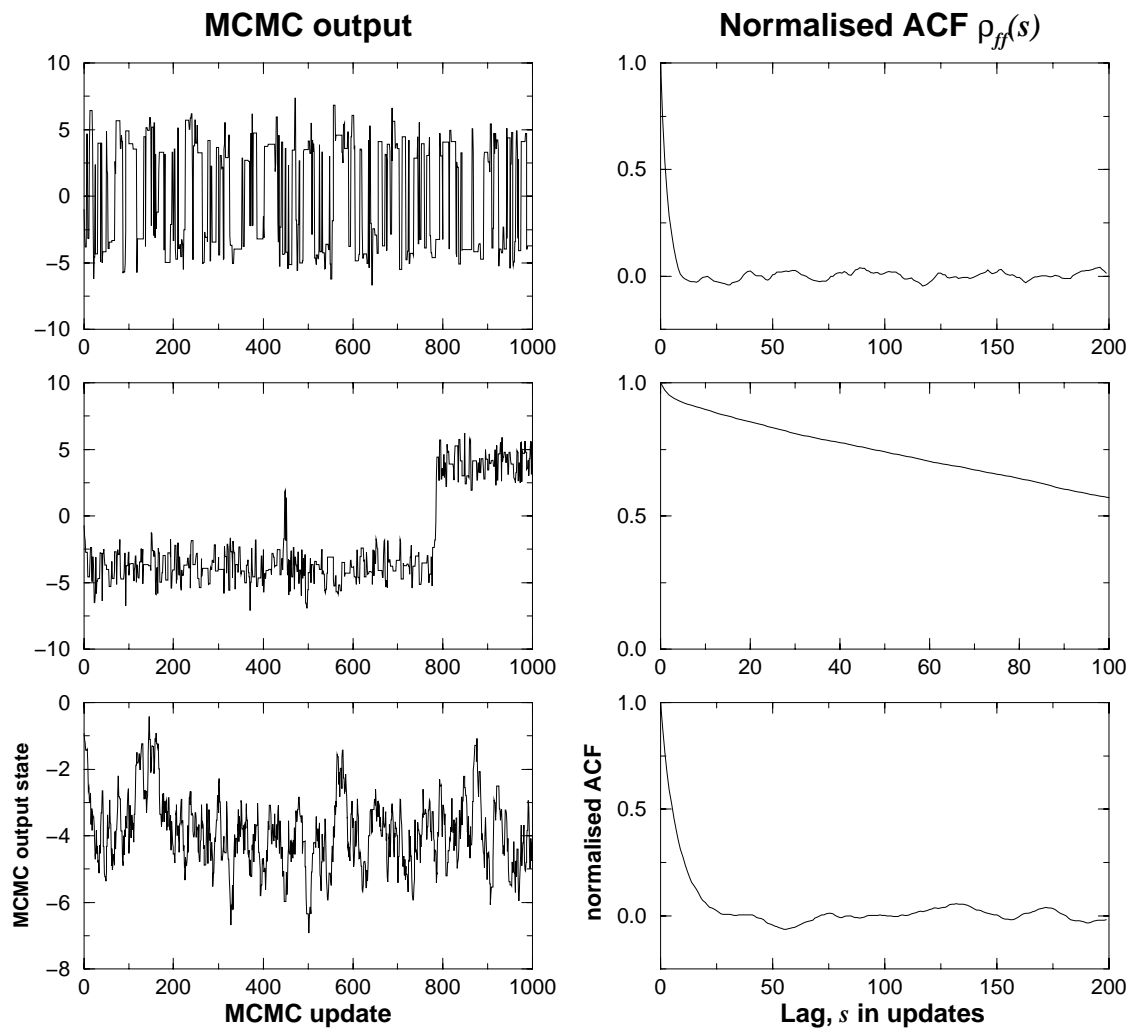 MCMC output
Normalised ACF ρff(s)
10
5
0
−5
−10
0 200 400 600 800 1000
1.0
0.5
0.0
0 50 100 150 200
10
5
0
−5
−10
0 200 400 600 800 1000
1.0
0.5
0.0
0 20 40 60 80 100
MCMC output state
0
−2
−4
−6
−8
0 200 400 600 800 1000
MCMC update
normalised ACF
1.0
0.5
0.0
0 50 100 150 200
Lag, s in updates